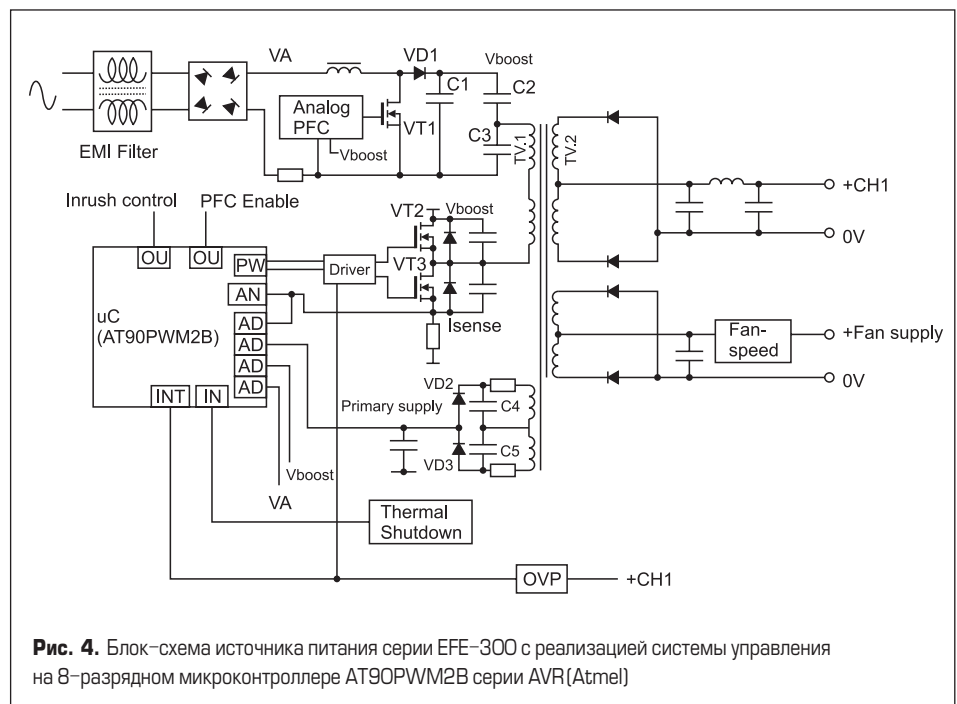 VA
VD1
Vboost
C1
C2
Analog
PFC
VT1
C3
TV.1
TV.2
Vboost
EMI Filter
+CH1
0V
Inrush control
PFC Enable
VT2
Vboost
OU
OU
PW
Driver
VT3
AN
uC
(AT90PWM2B)
AD
AD
AD
AD
Isense
Fan-
speed
+Fan supply
0V
INT
IN
VD2
Primary supply
C4
C5
VD3
Vboost
VA
Thermal
Shutdown
OVP
+CH1
Рис. 4. Блок-схема источника питания серии EFE-300 с реализацией системы управления
на 8-разрядном микроконтроллере AT90PWM2B серии AVR(Atmel)